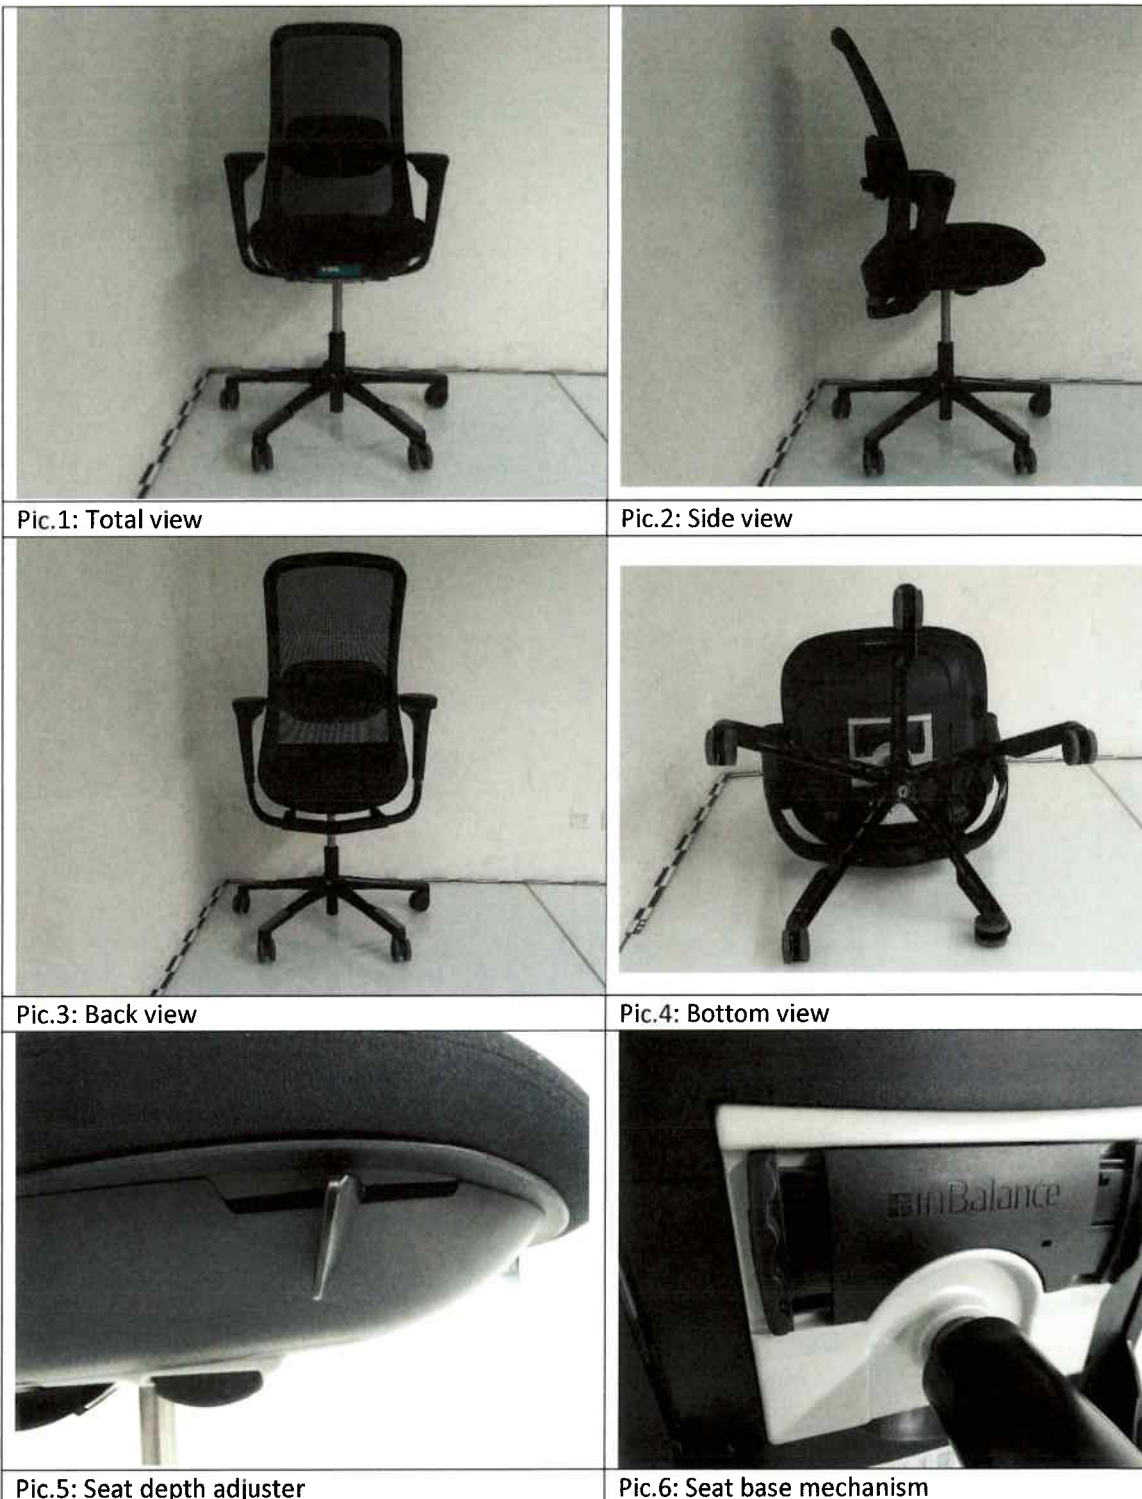 Pic.1: Total view
Pic.2: Side view
Pic.3: Back view
Pic.4: Bottom view
inBalance
Pic.5: Seat depth adjuster
Pic.6: Seat base mechanism